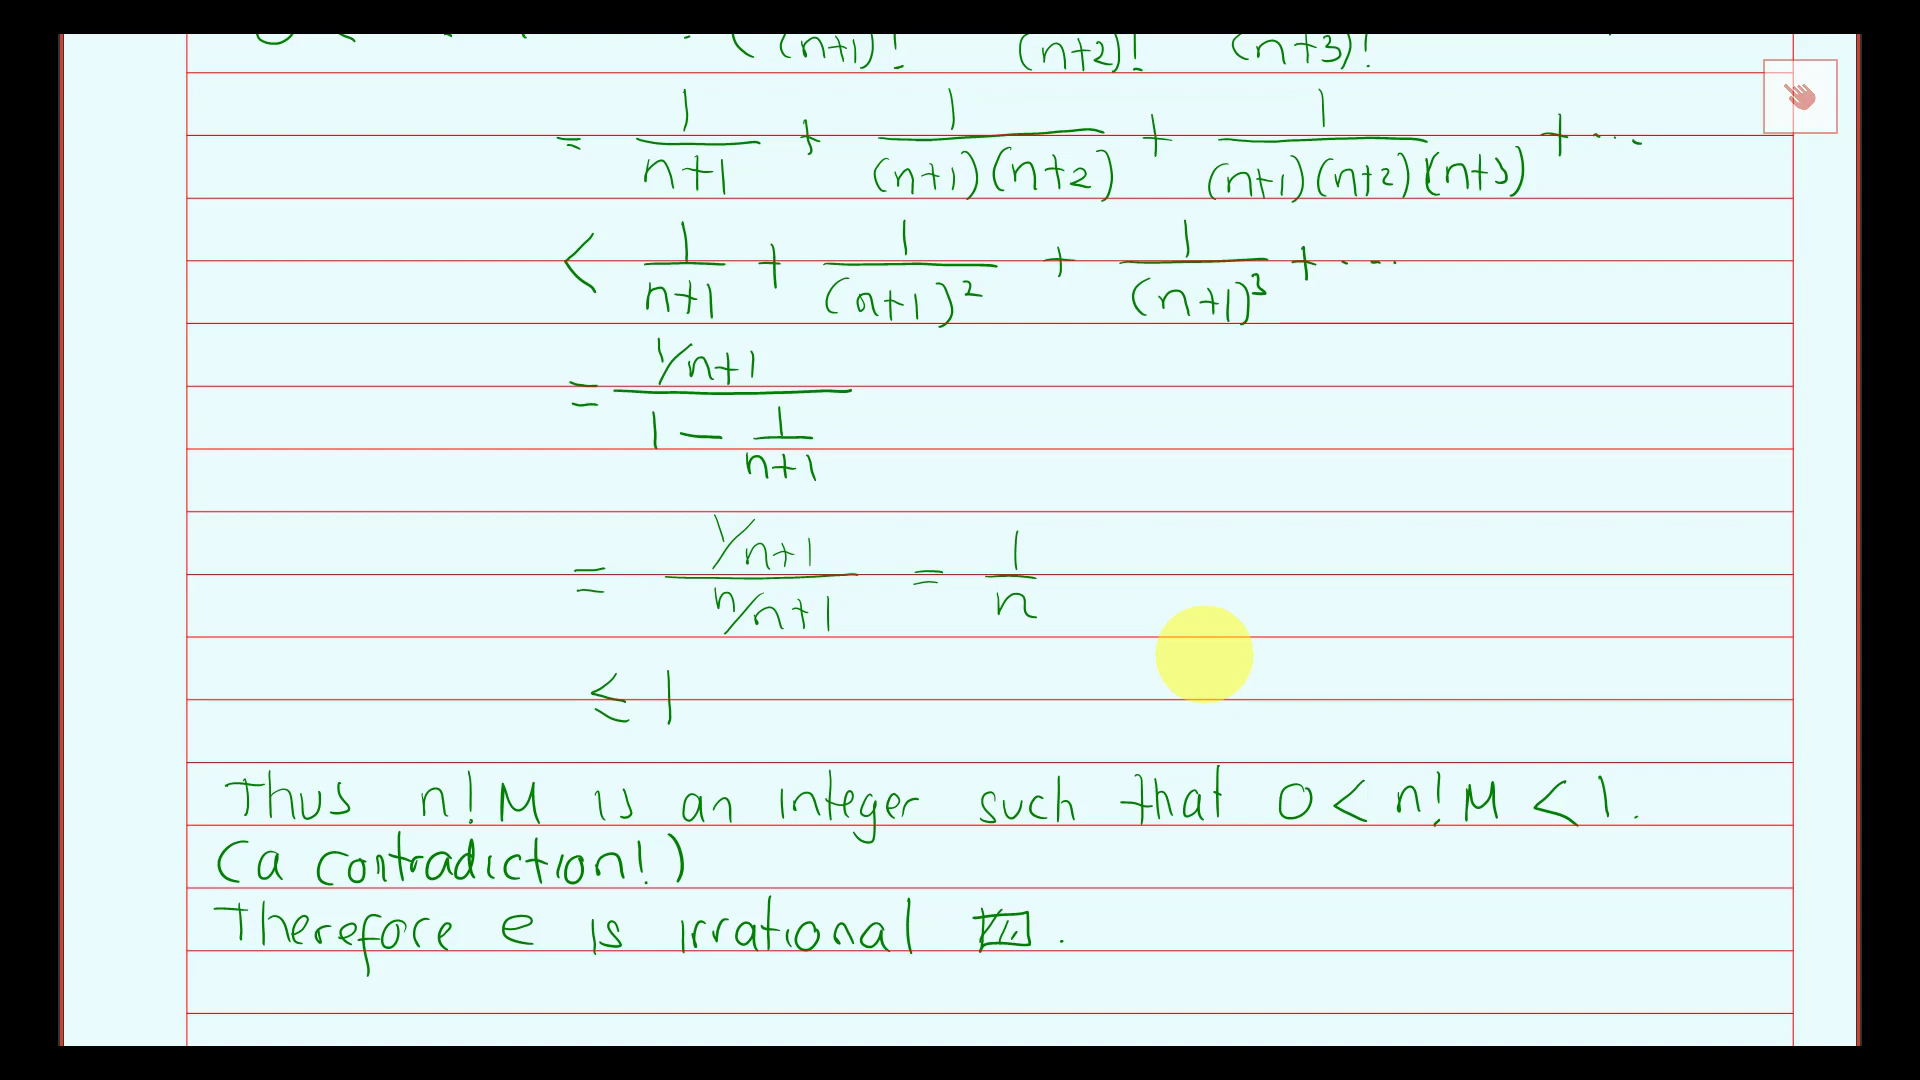 (n+1)! (n+2)! (n+3)!
= 1/(n+1) + 1/((n+1)(n+2)) + 1/((n+1)(n+2)(n+3)) + ...
< 1/(n+1) + 1/(n+1)² + 1/(n+1)³ + ....
= (1/n+1)/(1 - 1/(n+1))
= (1/n+1)/(n/n+1) = 1/n
≤ 1
Thus n!M is an integer such that 0 < n!M < 1.
(a contradiction!)
Therefore e is irrational .